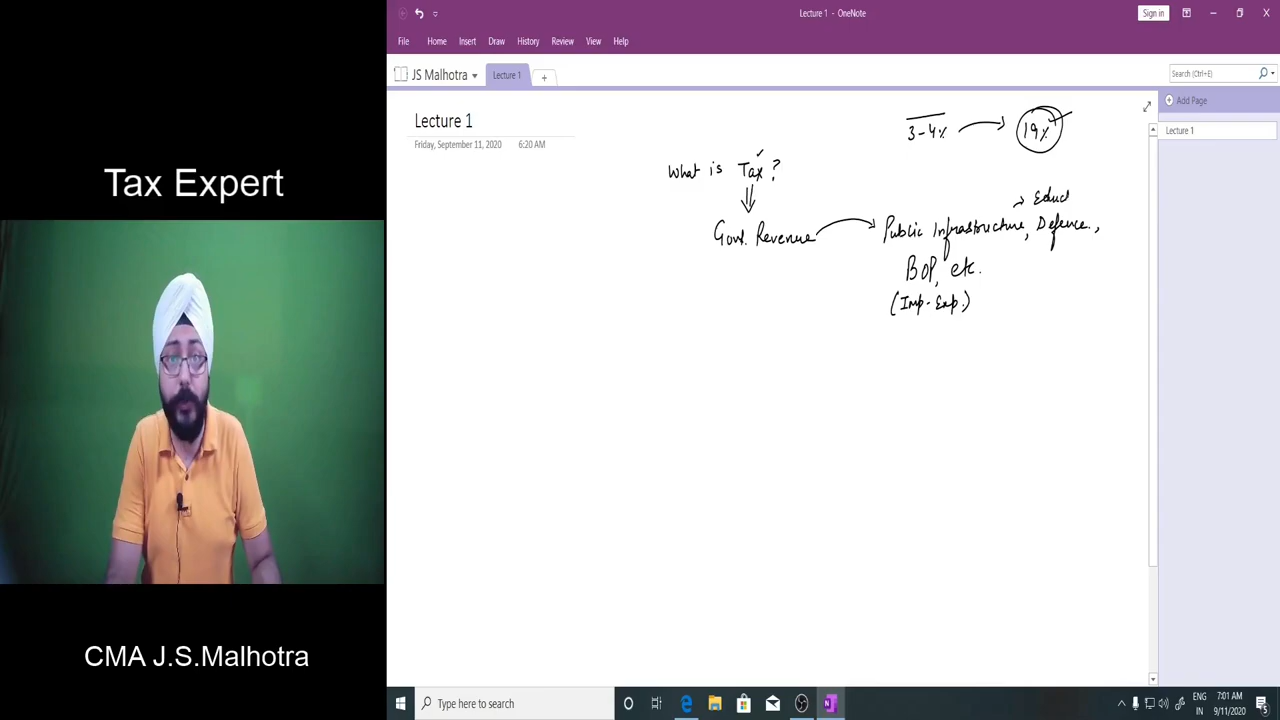 Tax Expert
CMA J.S.Malhotra
Lecture 1 - OneNote
Sign in
File Home Insert Draw History Review View Help
JS Malhotra
Lecture 1
+
Search (Ctrl+E)
Add Page
Lecture 1
Lecture 1
Friday, September 11, 2020 6:20 AM
3-4% → 19%
What is Tax?
→ Educ
Govt. Revenue → Public Infrastructure, Defence,
BOP, etc.
(Imp-Exp.)
Type here to search
ENG 7:01 AM
IN 9/11/2020